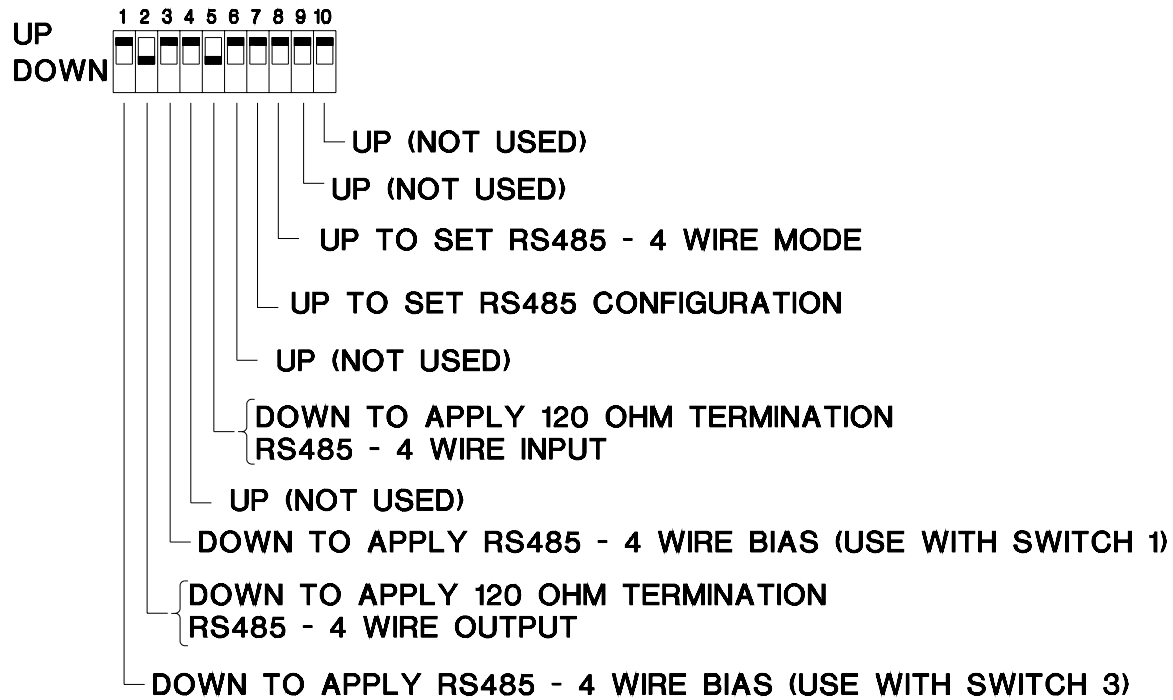 1 2 3 4 5 6 7 8 9 10
UP
DOWN
UP (NOT USED)
UP (NOT USED)
UP TO SET RS485 - 4 WIRE MODE
UP TO SET RS485 CONFIGURATION
UP (NOT USED)
DOWN TO APPLY 120 OHM TERMINATION
RS485 - 4 WIRE INPUT
UP (NOT USED)
DOWN TO APPLY RS485 - 4 WIRE BIAS (USE WITH SWITCH 1)
DOWN TO APPLY 120 OHM TERMINATION
RS485 - 4 WIRE OUTPUT
DOWN TO APPLY RS485 - 4 WIRE BIAS (USE WITH SWITCH 3)